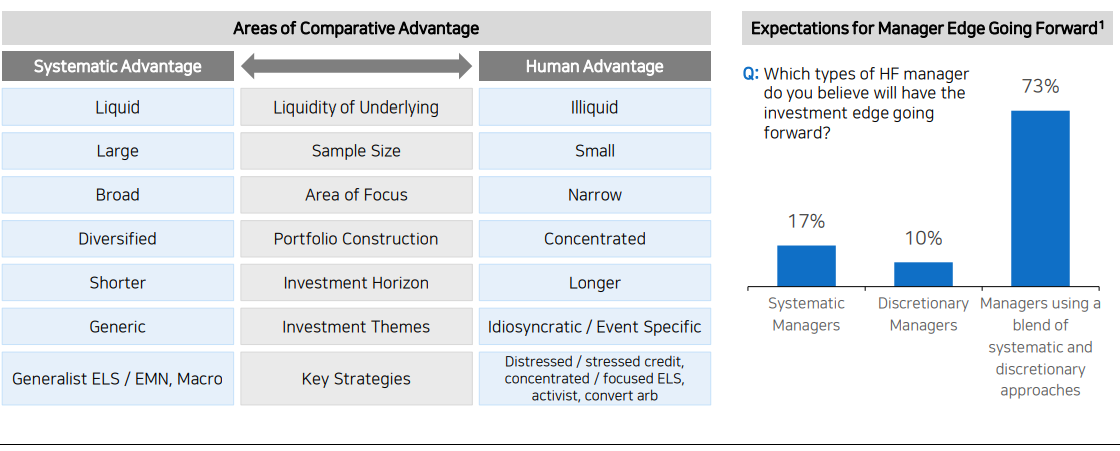 Areas of Comparative Advantage
Systematic Advantage
Human Advantage
Liquid
Liquidity of Underlying
Illiquid
Large
Sample Size
Small
Broad
Area of Focus
Narrow
Diversified
Portfolio Construction
Concentrated
Shorter
Investment Horizon
Longer
Generic
Investment Themes
Idiosyncratic / Event Specific
Generalist ELS / EMN, Macro
Key Strategies
Distressed / stressed credit,
concentrated / focused ELS,
activist, convert arb
Expectations for Manager Edge Going Forward¹
Q: Which types of HF manager
do you believe will have the
investment edge going
forward?
17%
10%
73%
Systematic
Managers
Discretionary
Managers
Managers using a
blend of
systematic and
discretionary
approaches